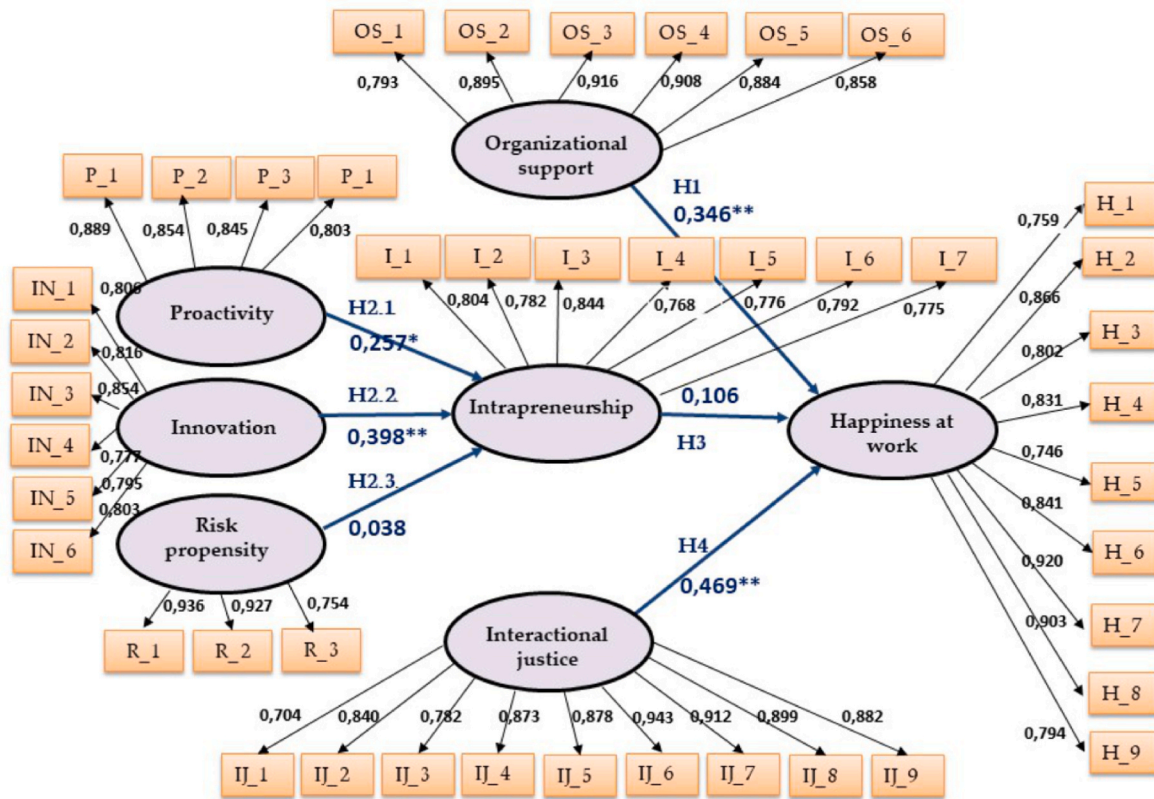 OS_1
OS_2
OS_3
OS_4
OS_5
OS_6
0,793
0,895
0,916
0,908
0,884
0,858
Organizational
support
P_1
P_2
P_3
P_1
0,889
0,854
0,845
0,803
Proactivity
IN_1
IN_2
IN_3
IN_4
IN_5
IN_6
0,806
0,816
0,854
0,777
0,795
0,803
Innovation
Risk
propensity
0,936
0,927
0,754
R_1
R_2
R_3
H1
0,346**
H2.1
0,257*
H2.2
0,398**
H2.3
0,038
I_1
I_2
I_3
I_4
I_5
I_6
I_7
0,804
0,782
0,844
0,768
0,776
0,792
0,775
Intrapreneurship
0,106
H3
H4
0,469**
Happiness at
work
H_1
H_2
H_3
H_4
H_5
H_6
H_7
H_8
H_9
0,759
0,866
0,802
0,831
0,746
0,841
0,920
0,903
0,794
Interactional
justice
0,704
0,840
0,782
0,873
0,878
0,943
0,912
0,899
0,882
IJ_1
IJ_2
IJ_3
IJ_4
IJ_5
IJ_6
IJ_7
IJ_8
IJ_9